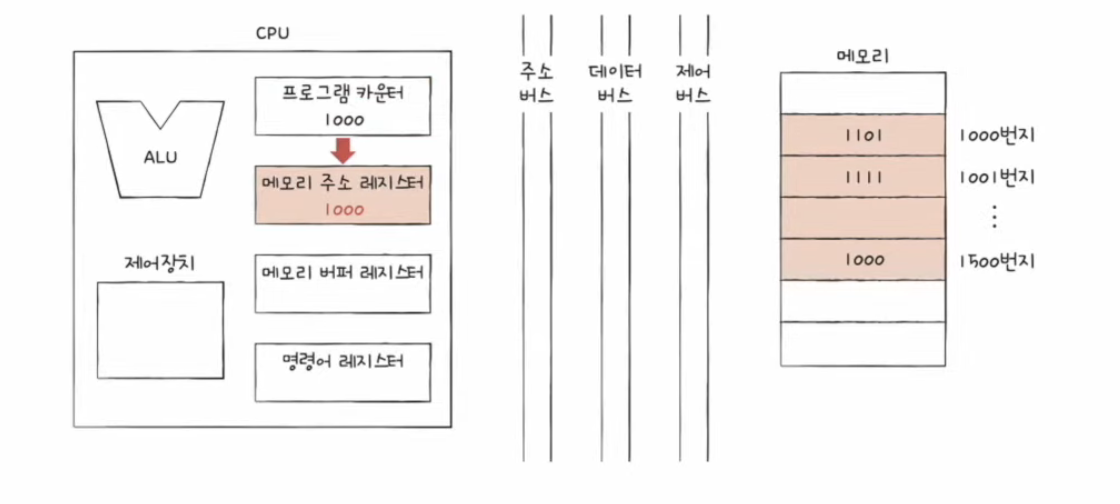 CPU
ALU
제어장치
프로그램 카운터
1000
메모리 주소 레지스터
1000
메모리 버퍼 레지스터
명령어 레지스터
주소
버스
데이터
버스
제어
버스
메모리
1101
1000번지
1111
1001번지
⋮
1000
1500번지